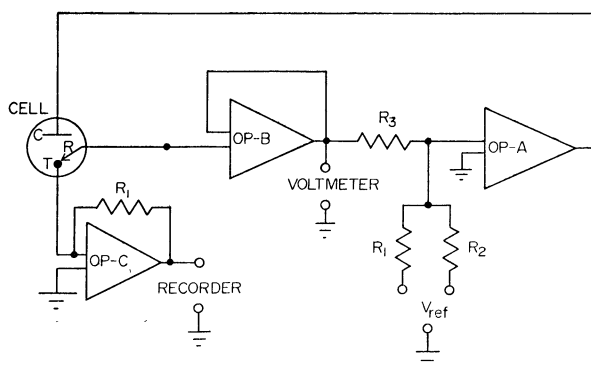 CELL
C
R
T
OP-B
R3
OP-A
VOLTMETER
R1
OP-C
RECORDER
R1
R2
Vref